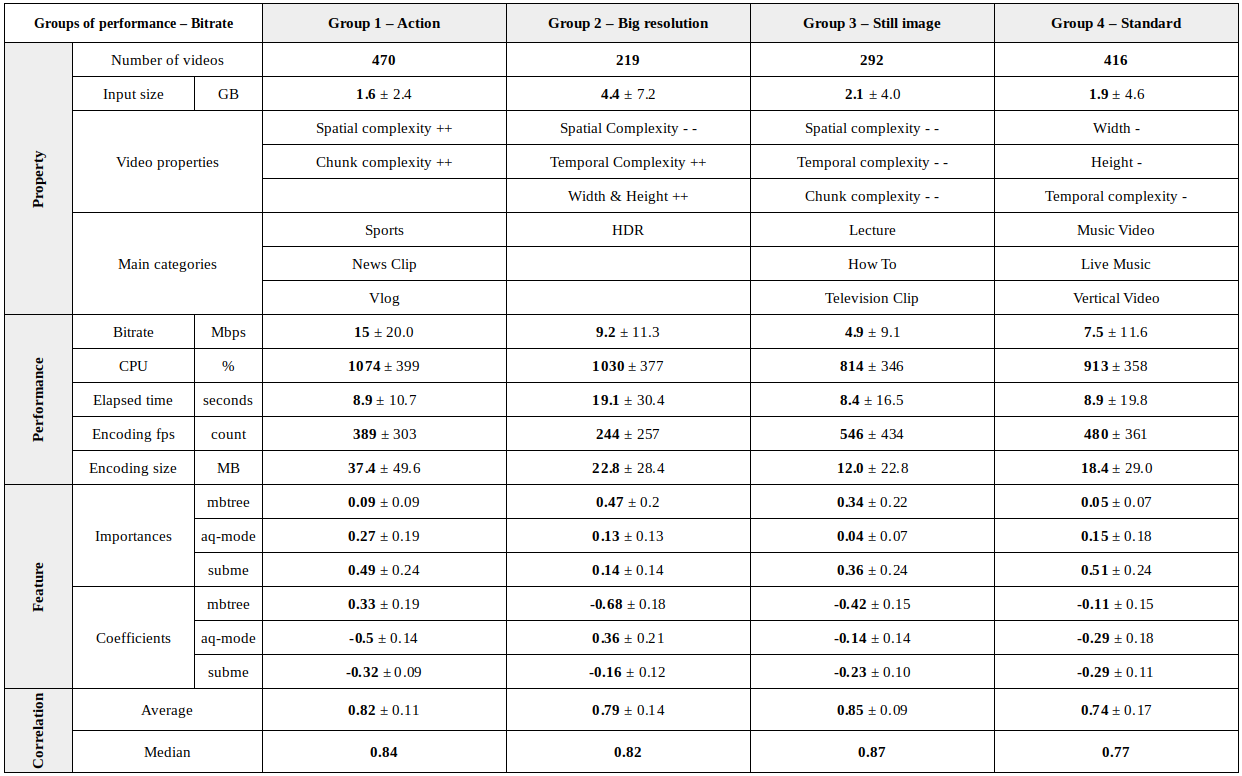 Groups of performance – Bitrate Group 1 – Action Group 2 – Big resolution Group 3 – Still image Group 4 – Standard
Property
Number of videos 470 219 292 416
Input size GB 1.6 ± 2.4 4.4 ± 7.2 2.1 ± 4.0 1.9 ± 4.6
Video properties
Spatial complexity ++ Spatial Complexity - - Spatial complexity - - Width -
Chunk complexity ++ Temporal Complexity ++ Temporal complexity - - Height -
Width & Height ++ Chunk complexity - - Temporal complexity -
Main categories
Sports HDR Lecture Music Video
News Clip How To Live Music
Vlog Television Clip Vertical Video
Performance
Bitrate Mbps 15 ± 20.0 9.2 ± 11.3 4.9 ± 9.1 7.5 ± 11.6
CPU % 1074 ± 399 1030 ± 377 814 ± 346 913 ± 358
Elapsed time seconds 8.9 ± 10.7 19.1 ± 30.4 8.4 ± 16.5 8.9 ± 19.8
Encoding fps count 389 ± 303 244 ± 257 546 ± 434 480 ± 361
Encoding size MB 37.4 ± 49.6 22.8 ± 28.4 12.0 ± 22.8 18.4 ± 29.0
Feature
Importances
mbtree 0.09 ± 0.09 0.47 ± 0.2 0.34 ± 0.22 0.05 ± 0.07
aq-mode 0.27 ± 0.19 0.13 ± 0.13 0.04 ± 0.07 0.15 ± 0.18
subme 0.49 ± 0.24 0.14 ± 0.14 0.36 ± 0.24 0.51 ± 0.24
Coefficients
mbtree 0.33 ± 0.19 -0.68 ± 0.18 -0.42 ± 0.15 -0.11 ± 0.15
aq-mode -0.5 ± 0.14 0.36 ± 0.21 -0.14 ± 0.14 -0.29 ± 0.18
subme -0.32 ± 0.09 -0.16 ± 0.12 -0.23 ± 0.10 -0.29 ± 0.11
Correlation
Average 0.82 ± 0.11 0.79 ± 0.14 0.85 ± 0.09 0.74 ± 0.17
Median 0.84 0.82 0.87 0.77